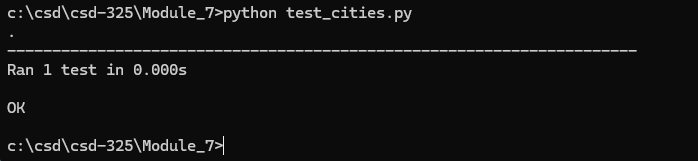 c:\csd\csd-325\Module_7>python test_cities.py
.
----------------------------------------------------------------------
Ran 1 test in 0.000s
OK
c:\csd\csd-325\Module_7>